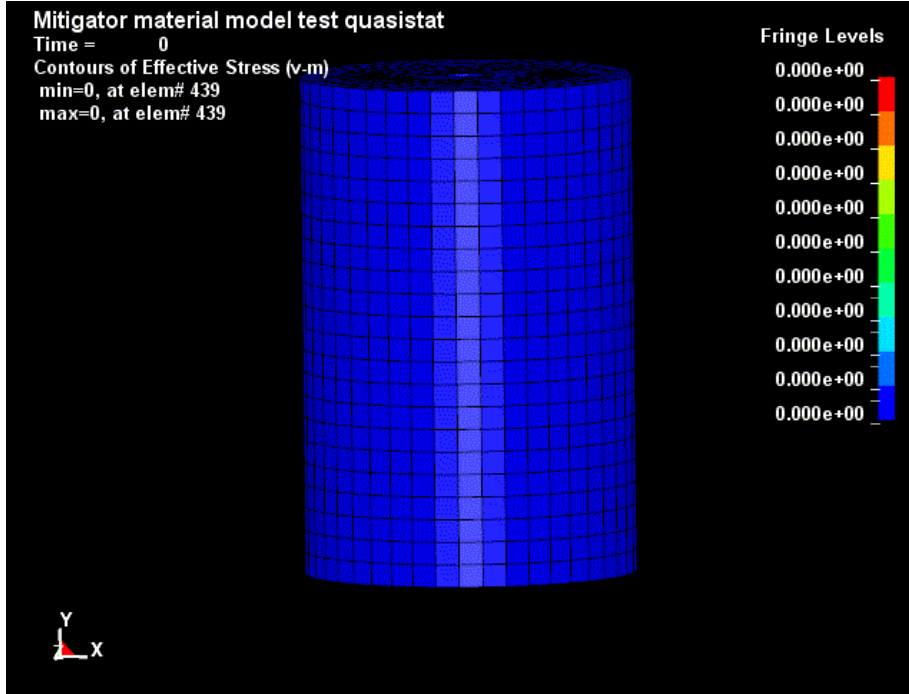 Mitigator material model test quasistat
Time = 0
Contours of Effective Stress (v-m)
min=0, at elem# 439
max=0, at elem# 439
Fringe Levels
0.000e+00
0.000e+00
0.000e+00
0.000e+00
0.000e+00
0.000e+00
0.000e+00
0.000e+00
0.000e+00
0.000e+00
0.000e+00
Y
X